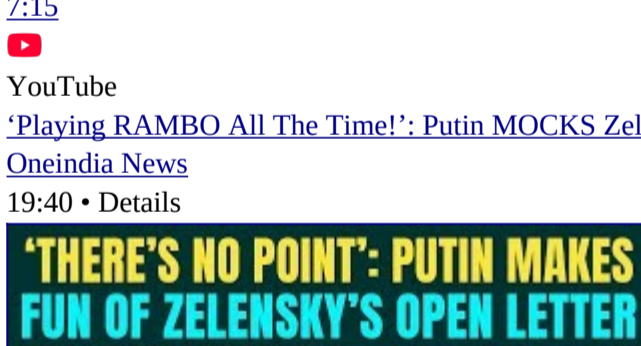 7:15
YouTube
‘Playing RAMBO All The Time!’: Putin MOCKS Zel
Oneindia News
19:40 • Details
‘THERE’S NO POINT’: PUTIN MAKES
FUN OF ZELENSKY’S OPEN LETTER